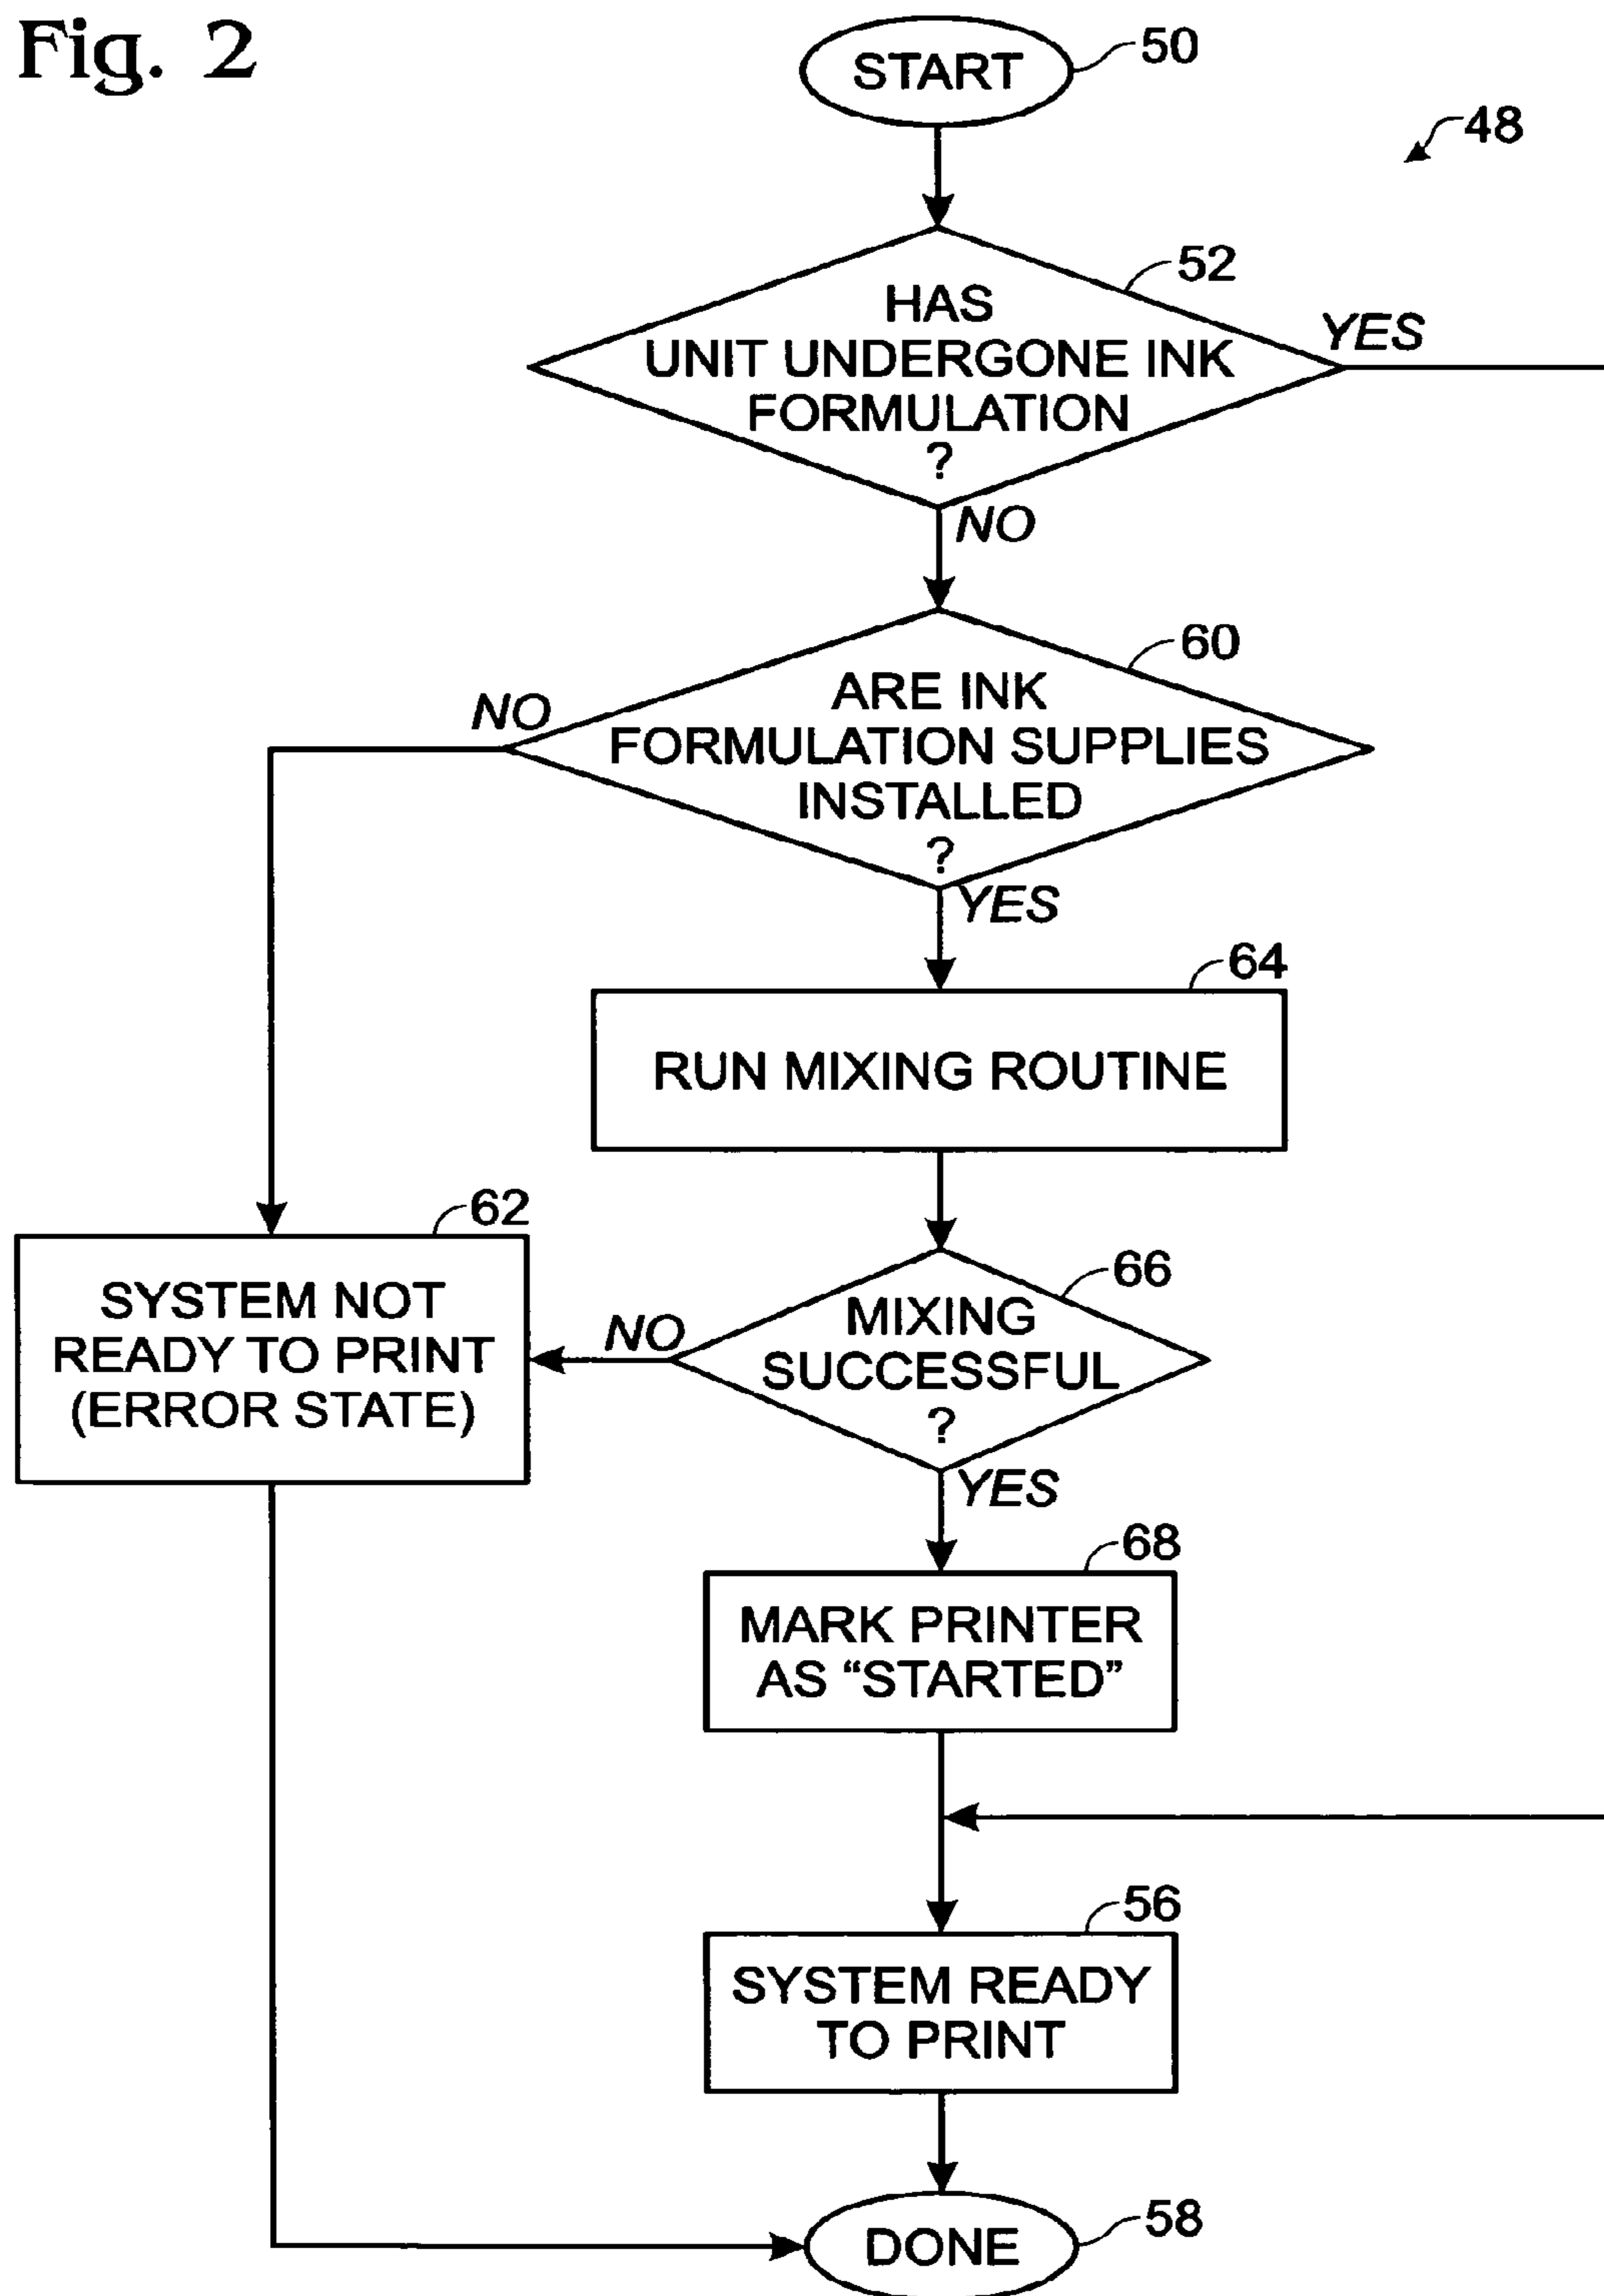 Fig. 2
START
50
48
52
HAS
UNIT UNDERGONE INK
FORMULATION
?
YES
NO
60
ARE INK
FORMULATION SUPPLIES
INSTALLED
?
NO
YES
64
RUN MIXING ROUTINE
62
SYSTEM NOT
READY TO PRINT
(ERROR STATE)
66
MIXING
SUCCESSFUL
?
NO
YES
68
MARK PRINTER
AS “STARTED”
56
SYSTEM READY
TO PRINT
DONE
58